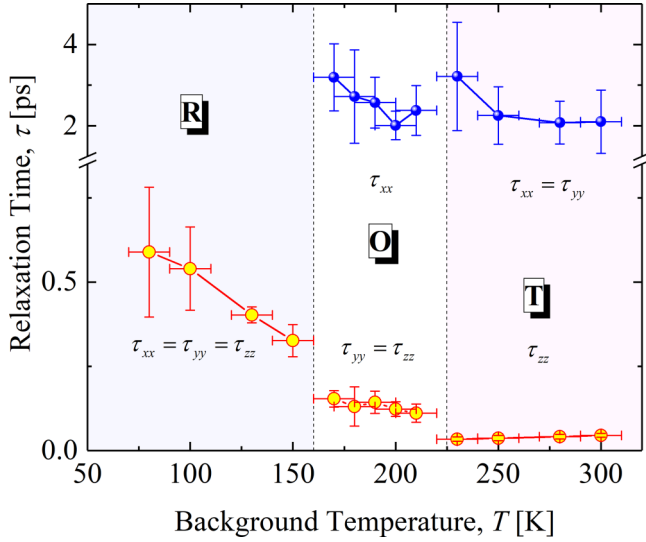 4
2
0.5
0.0
Relaxation Time, τ [ps]
R
O
T
τxx
τxx = τyy
τxx = τyy = τzz
τyy = τzz
τzz
50 100 150 200 250 300
Background Temperature, T [K]